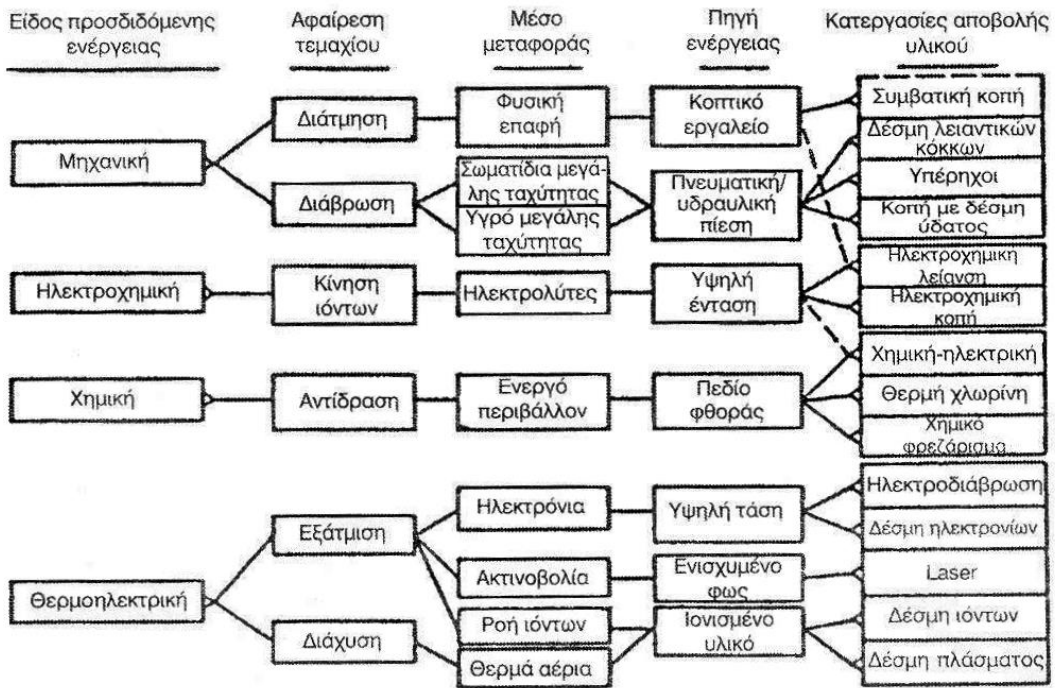 Είδος προσδιδόμενης
ενέργειας
Αφαίρεση
τεμαχίου
Μέσο
μεταφοράς
Πηγή
ενέργειας
Κατεργασίες αποβολής
υλικού
Μηχανική
Διάτμηση
Φυσική
επαφή
Κοπτικό
εργαλείο
Συμβατική κοπή
Δέσμη λειαντικών
κόκκων
Διάβρωση
Σωματίδια μεγά-
λης ταχύτητας
Υγρό μεγάλης
ταχύτητας
Πνευματική/
υδραυλική
πίεση
Υπέρηχοι
Κοπή με δέσμη
ύδατος
Ηλεκτροχημική
Κίνηση
ιόντων
Ηλεκτρολύτες
Υψηλή
ένταση
Ηλεκτροχημική
λείανση
Ηλεκτροχημική
κοπή
Χημική
Αντίδραση
Ενεργό
περιβάλλον
Πεδίο
φθοράς
Χημική-ηλεκτρική
Θερμή χλωρίνη
Χημικό
φρεζάρισμα
Θερμοηλεκτρική
Εξάτμιση
Ηλεκτρόνια
Υψηλή τάση
Ηλεκτροδιάβρωση
Δέσμη ηλεκτρονίων
Ακτινοβολία
Ενισχυμένο
φως
Laser
Διάχυση
Ροή ιόντων
Θερμά αέρια
Ιονισμένο
υλικό
Δέσμη ιόντων
Δέσμη πλάσματος